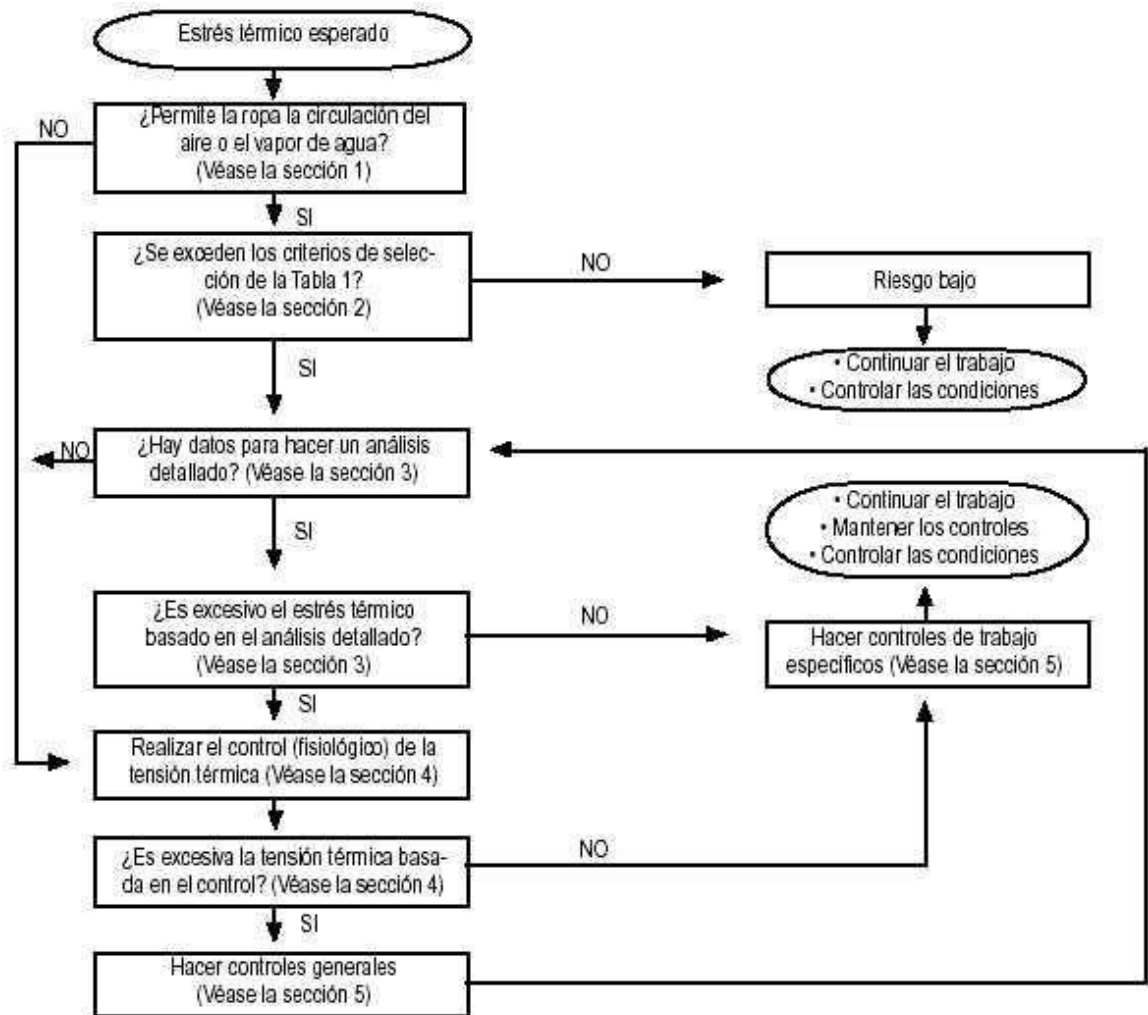 Estrés térmico esperado
NO
¿Permite la ropa la circulación del
aire o el vapor de agua?
(Véase la sección 1)
SI
¿Se exceden los criterios de selec-
ción de la Tabla 1?
(Véase la sección 2)
NO
Riesgo bajo
SI
• Continuar el trabajo
• Controlar las condiciones
NO
¿Hay datos para hacer un análisis
detallado? (Véase la sección 3)
SI
• Continuar el trabajo
• Mantener los controles
• Controlar las condiciones
¿Es excesivo el estrés térmico
basado en el análisis detallado?
(Véase la sección 3)
NO
Hacer controles de trabajo
específicos (Véase la sección 5)
SI
Realizar el control (fisiológico) de la
tensión térmica (Véase la sección 4)
¿Es excesiva la tensión térmica basa-
da en el control? (Véase la sección 4)
NO
SI
Hacer controles generales
(Véase la sección 5)